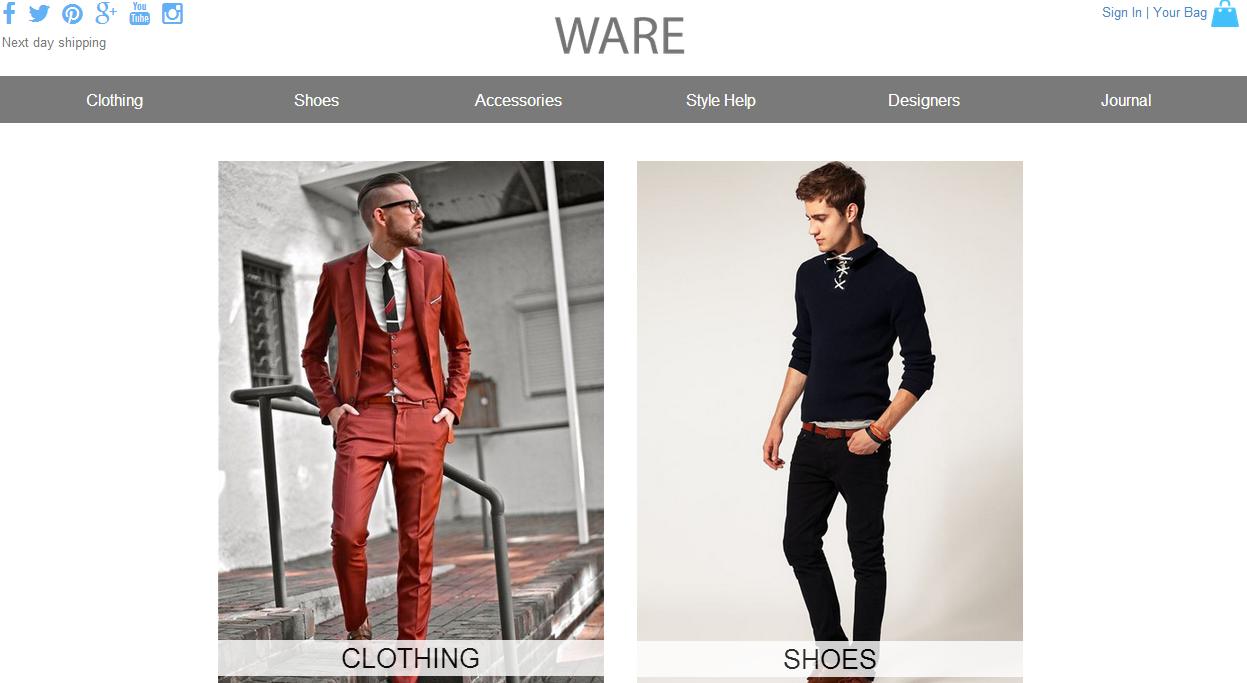 You
Tube
Sign In | Your Bag
Next day shipping
WARE
Clothing
Shoes
Accessories
Style Help
Designers
Journal
CLOTHING
SHOES